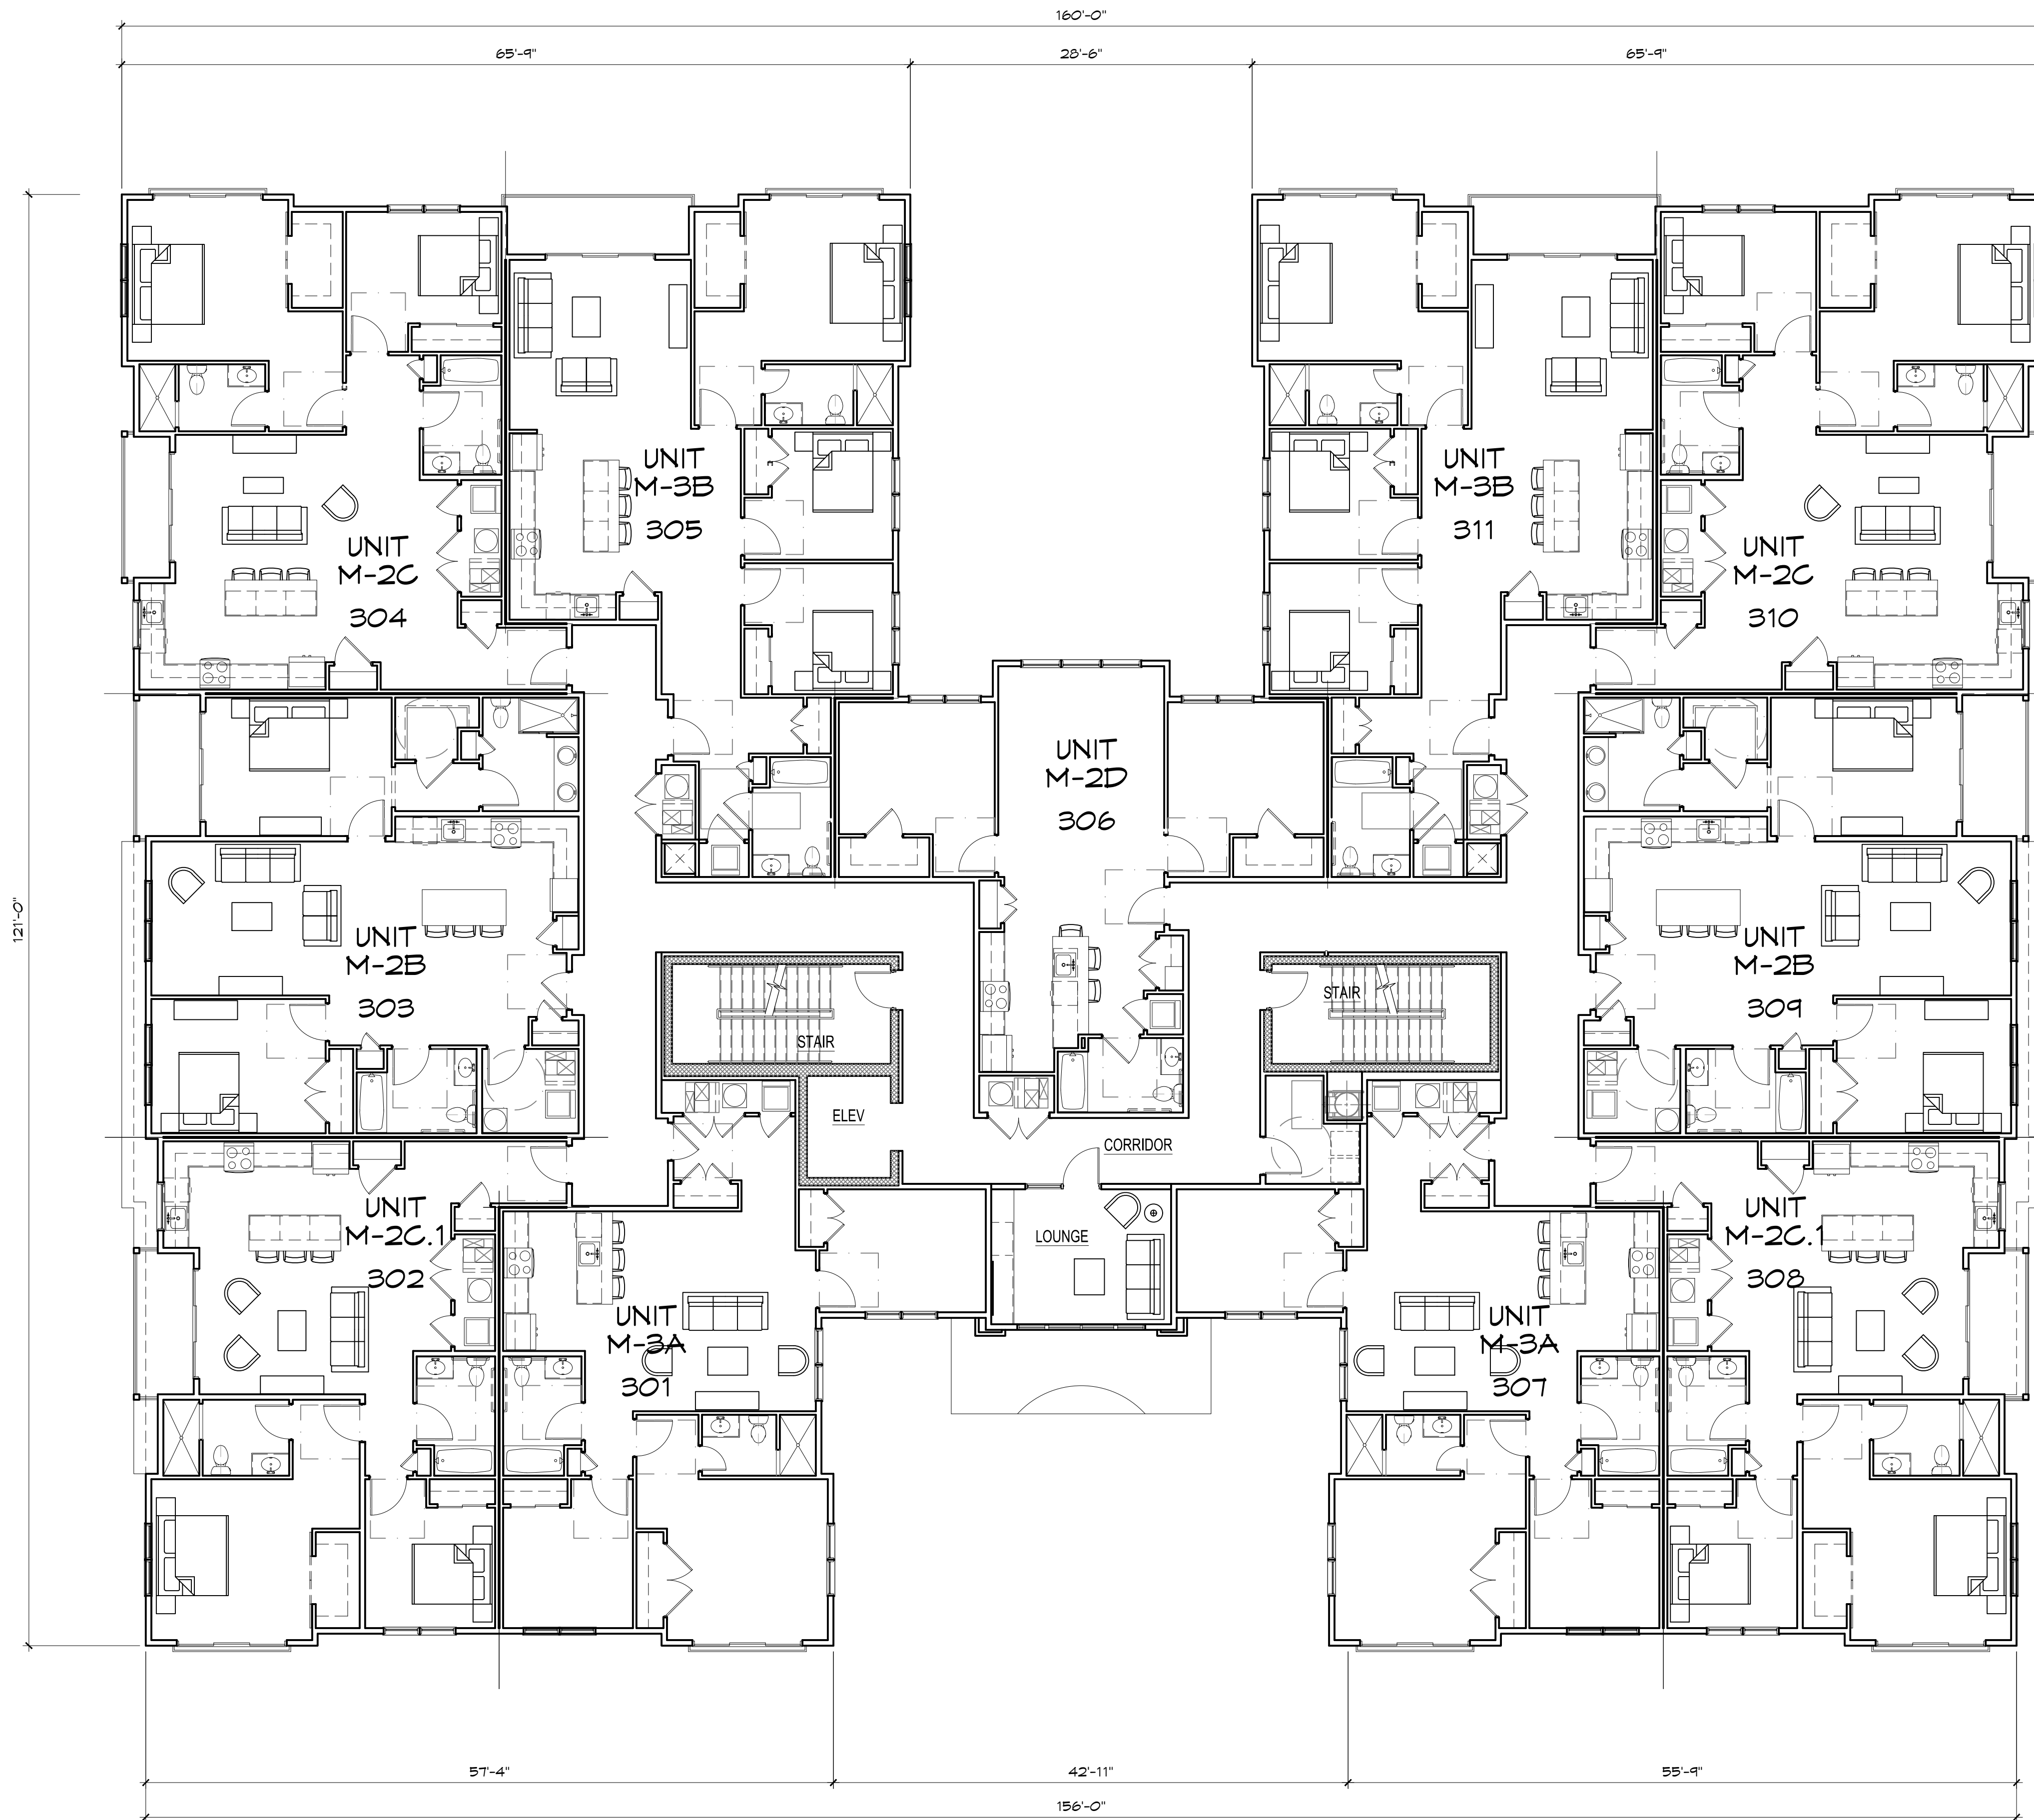 160'-0"
65'-9" 28'-6" 65'-9"
121'-0"
UNIT
M-3B
305
UNIT
M-3B
311
UNIT
M-2C
304
UNIT
M-2C
310
UNIT
M-2D
306
UNIT
M-2B
303
UNIT
M-2B
309
STAIR
STAIR
ELEV
CORRIDOR
LOUNGE
UNIT
M-2C.1
302
UNIT
M-2C.1
308
UNIT
M-3A
301
UNIT
M-3A
307
57'-4" 42'-11" 55'-9"
156'-0"